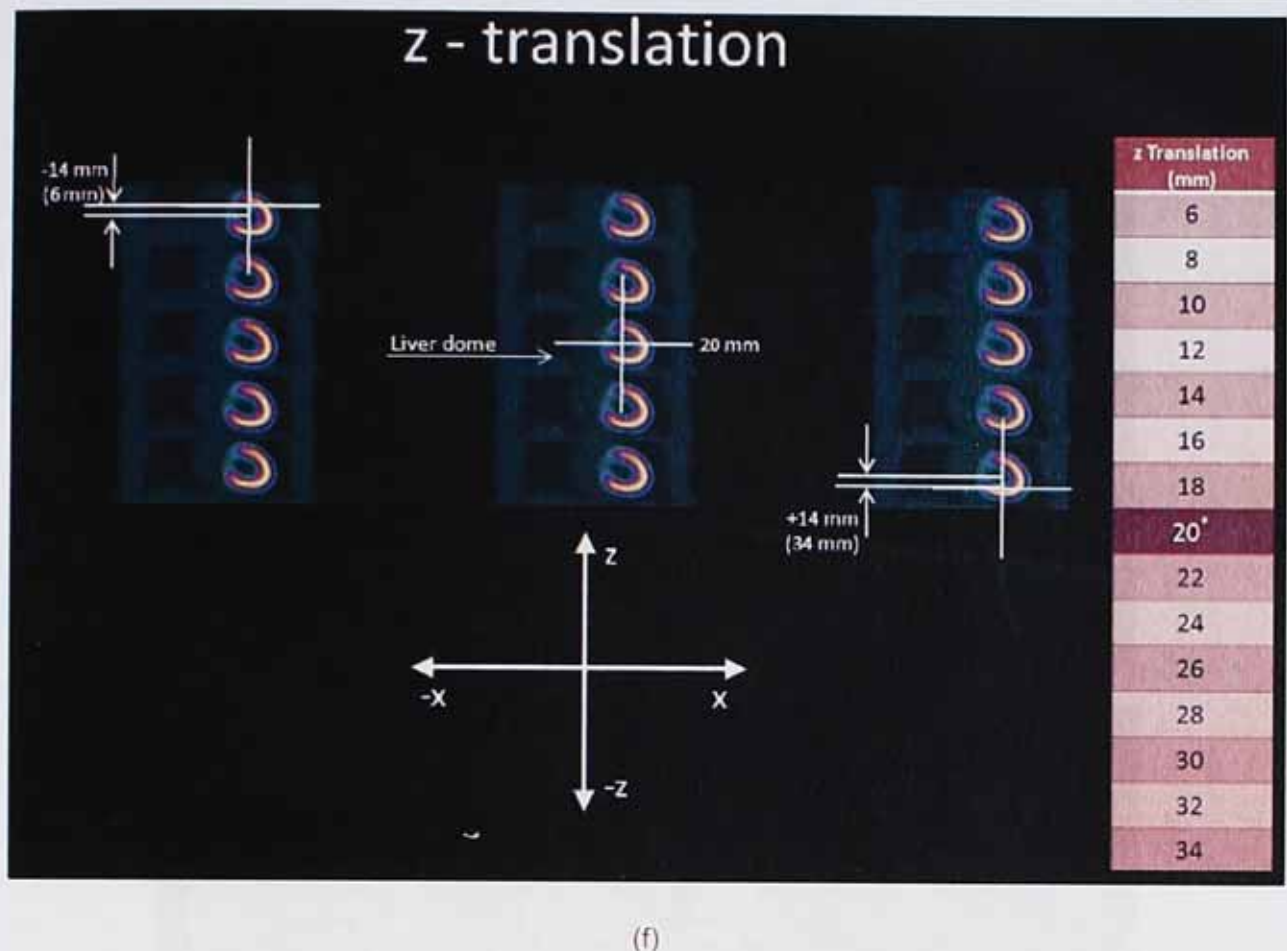 z - translation
-14 mm
(6 mm)
Liver dome
20 mm
+14 mm
(34 mm)
z
-x
x
-z
z Translation
(mm)
6
8
10
12
14
16
18
20*
22
24
26
28
30
32
34
(f)